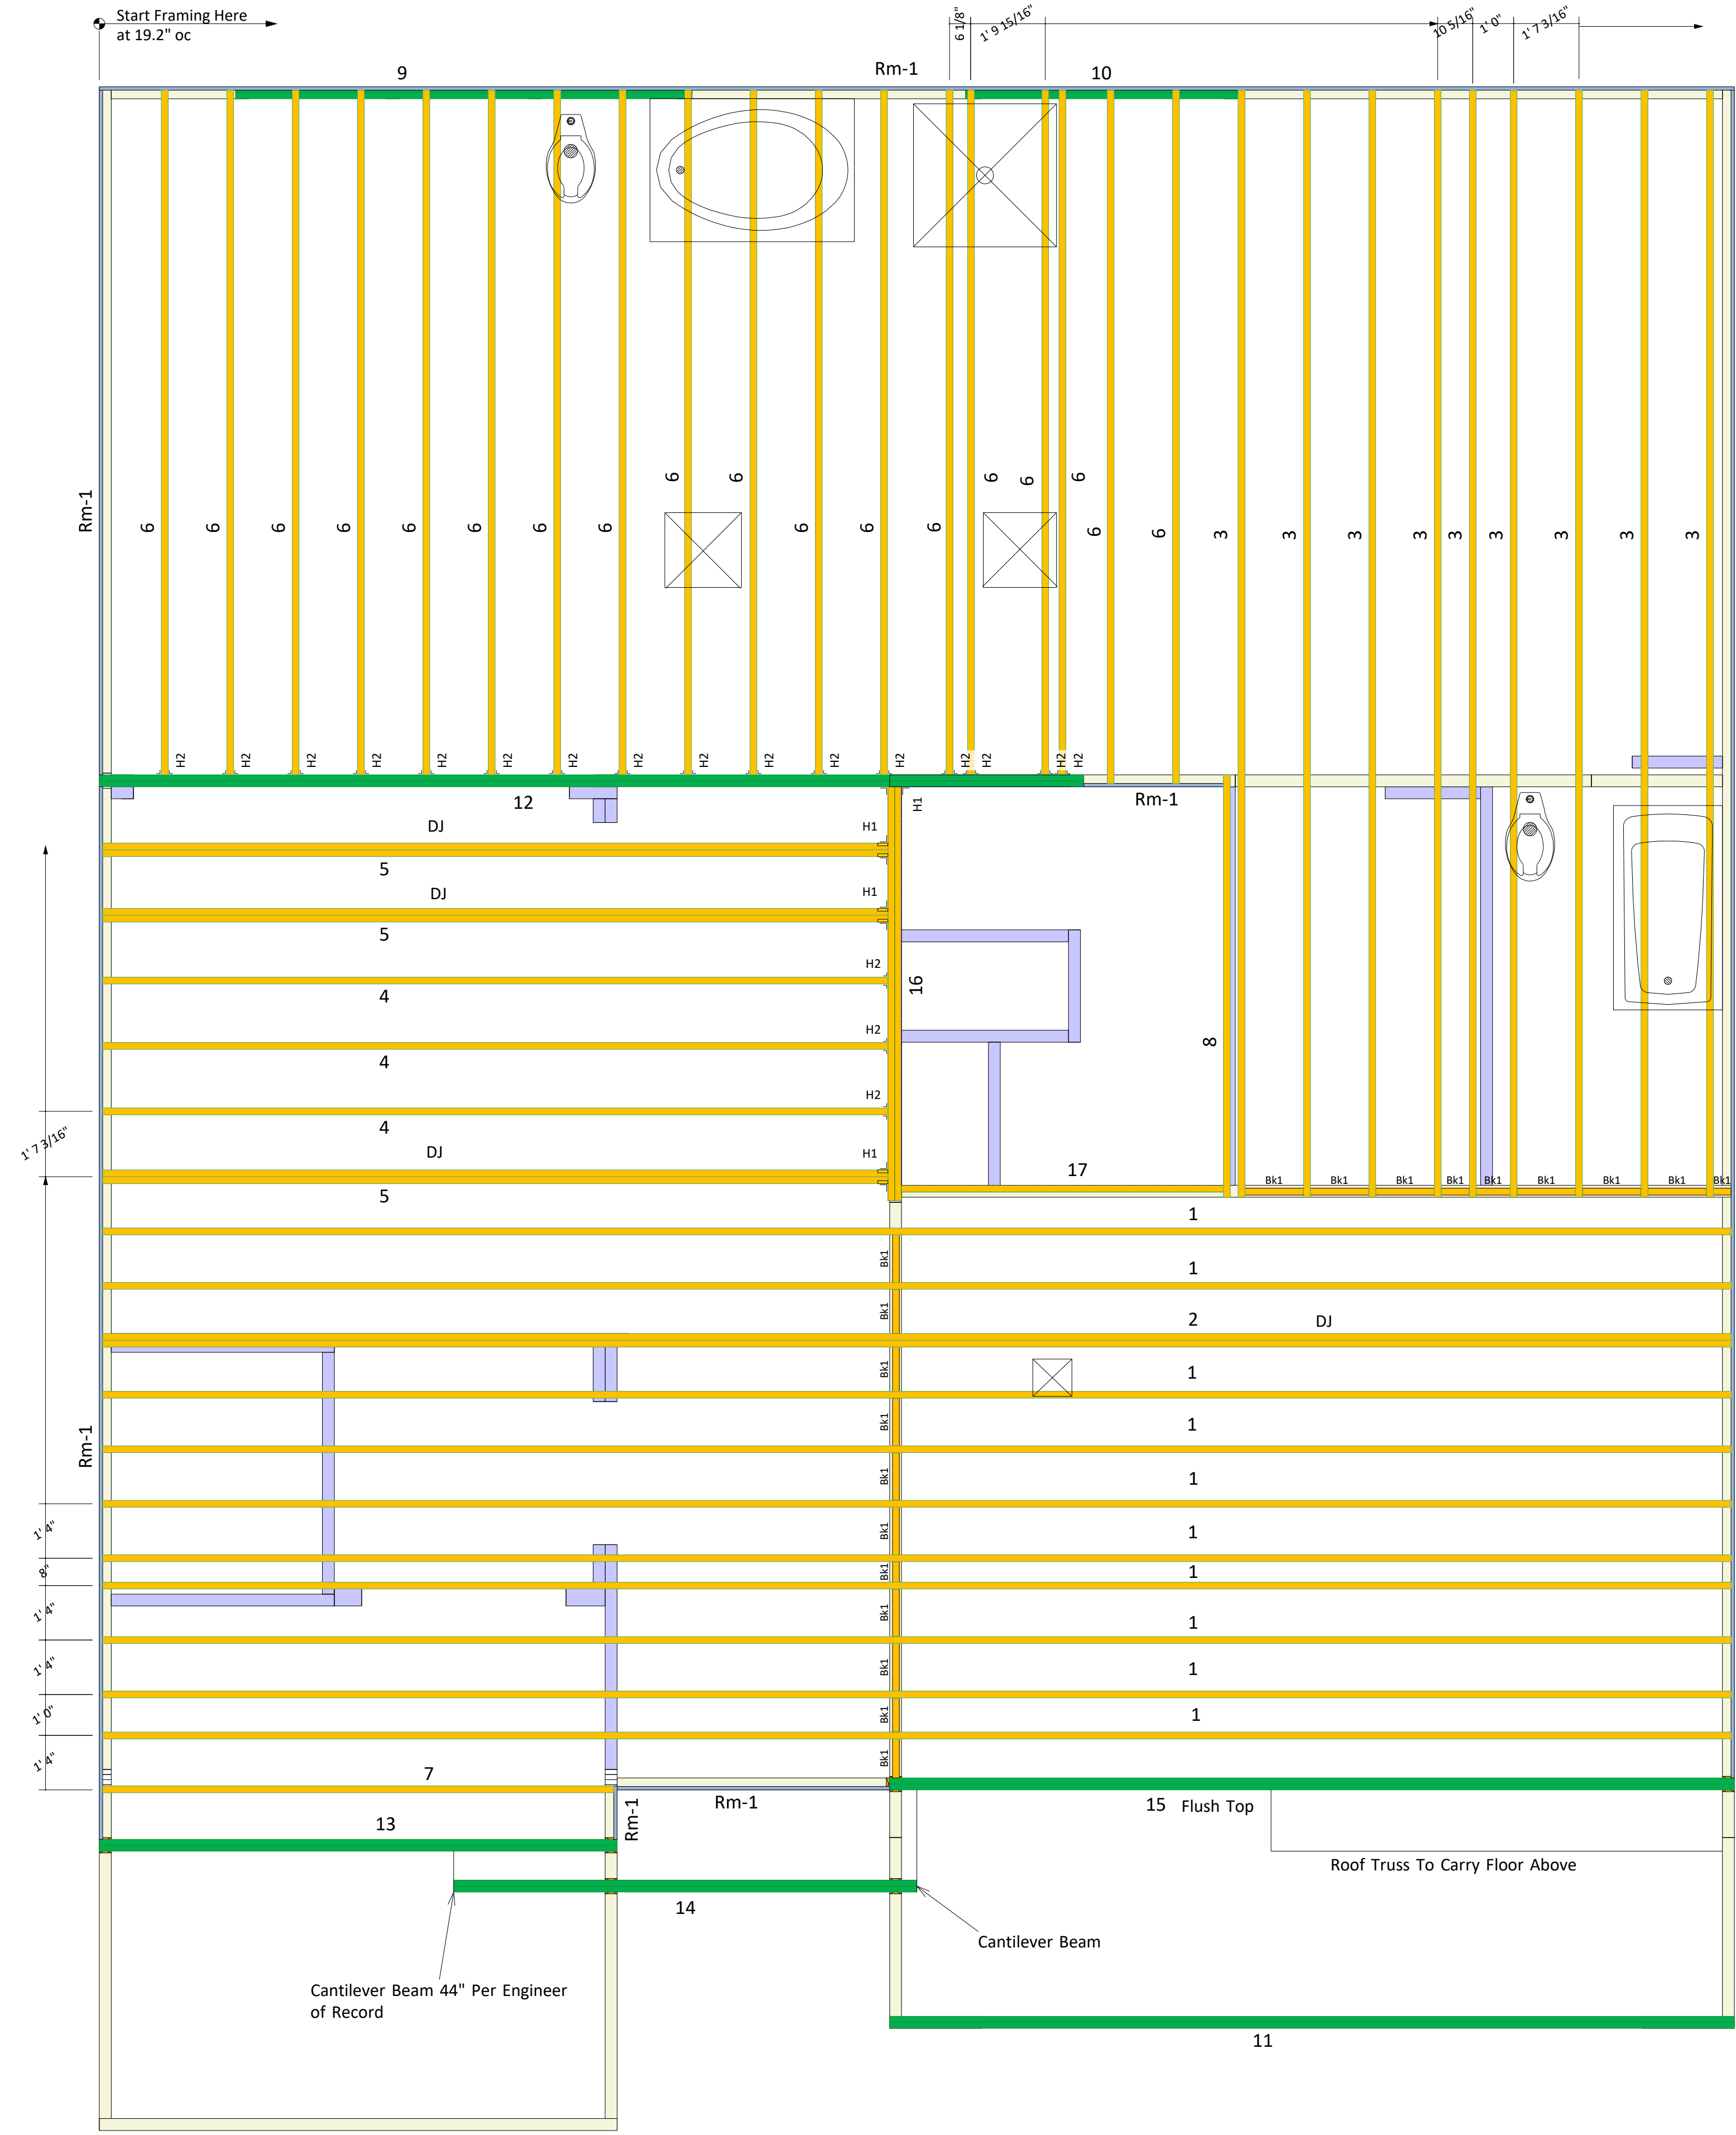 Start Framing Here
at 19.2" oc
6 1/8"
1' 9 15/16"
10 5/16"
1' 0"
1' 7 3/16"
9
Rm-1
10
Rm-1
6 6 6 6 6 6 6 6 6 6 6 6 6 6 6 6 6 6 3 3 3 3 3 3 3 3 3
H2 H2 H2 H2 H2 H2 H2 H2 H2 H2 H2 H2 H2 H2 H2 H2
12
H1
Rm-1
DJ
H1
5
DJ
H1
5
H2
4
16
H2
4
8
H2
4
1' 7 3/16"
DJ
H1
5
17
Bk1 Bk1 Bk1 Bk1 Bk1 Bk1 Bk1 Bk1 Bk1
1
Bk1
1
Bk1
2
DJ
Bk1
1
Bk1
1
Rm-1
Bk1
1
1' 4"
Bk1
1
8"
Bk1
1
1' 4"
Bk1
1
1' 4"
Bk1
1
1' 0"
Bk1
1
1' 4"
Bk1
7
Rm-1
Rm-1
15 Flush Top
13
Roof Truss To Carry Floor Above
14
Cantilever Beam
Cantilever Beam 44" Per Engineer
of Record
11